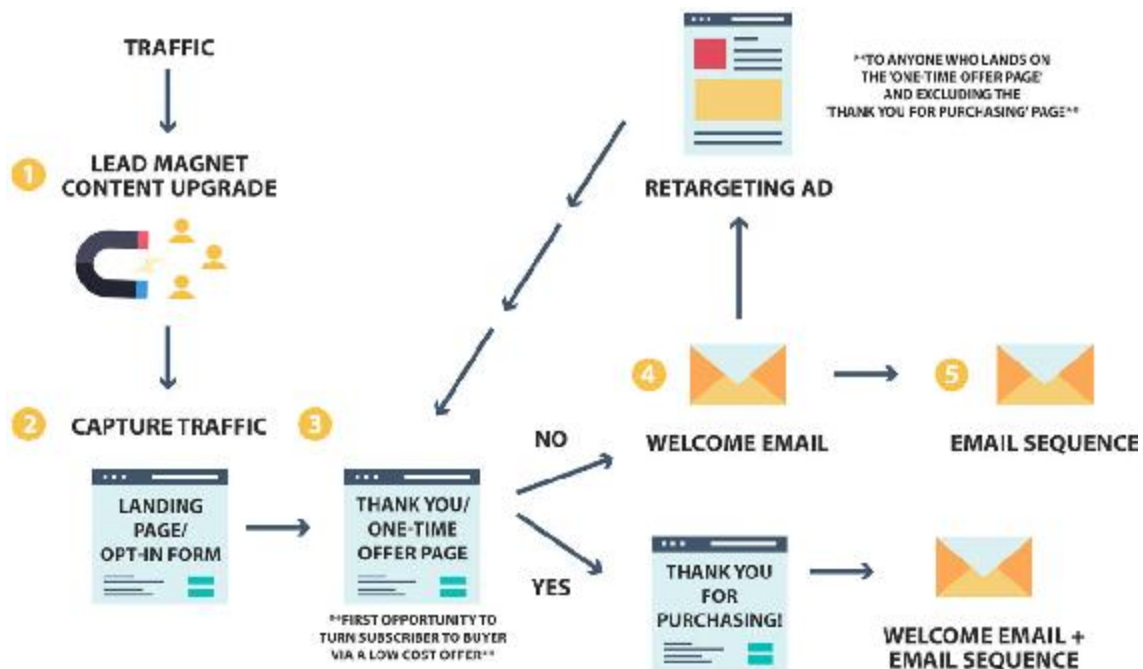 TRAFFIC
1
LEAD MAGNET
CONTENT UPGRADE
2
CAPTURE TRAFFIC
LANDING
PAGE/
OPT-IN FORM
3
THANK YOU/
ONE-TIME
OFFER PAGE
**FIRST OPPORTUNITY TO
TURN SUBSCRIBER TO BUYER
VIA A LOW COST OFFER**
NO
YES
4
WELCOME EMAIL
5
EMAIL SEQUENCE
RETARGETING AD
**TO ANYONE WHO LANDS ON
THE 'ONE-TIME OFFER PAGE'
AND EXCLUDING THE
'THANK YOU FOR PURCHASING' PAGE**
THANK YOU
FOR
PURCHASING!
WELCOME EMAIL +
EMAIL SEQUENCE